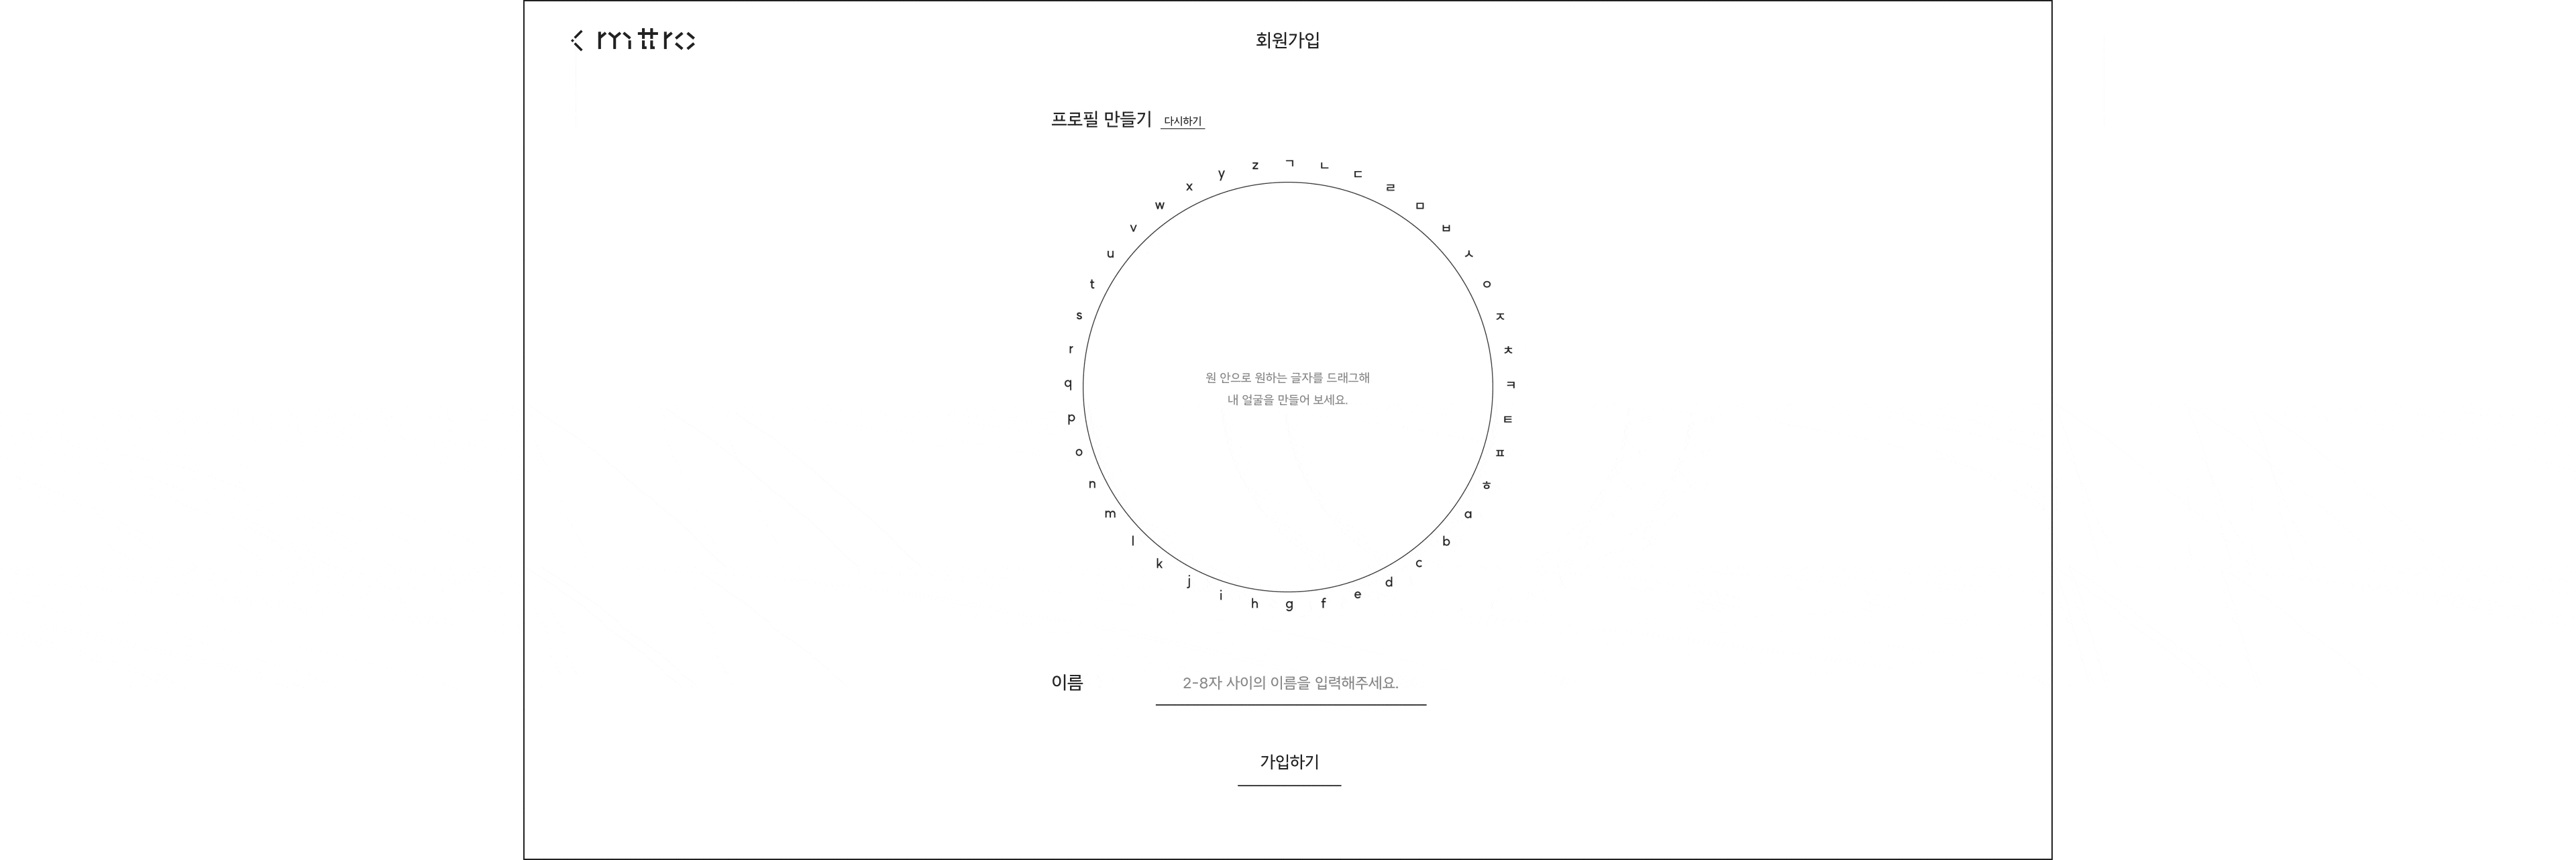 mittro
회원가입
프로필 만들기 다시하기
ㄱ ㄴ ㄷ ㄹ ㅁ ㅂ ㅅ ㅇ ㅈ ㅊ ㅋ ㅌ ㅍ ㅎ a b c d e f g h i j k l m n o p q r s t u v w x y z
원 안으로 원하는 글자를 드래그해
내 얼굴을 만들어 보세요.
이름 2-8자 사이의 이름을 입력해주세요.
가입하기